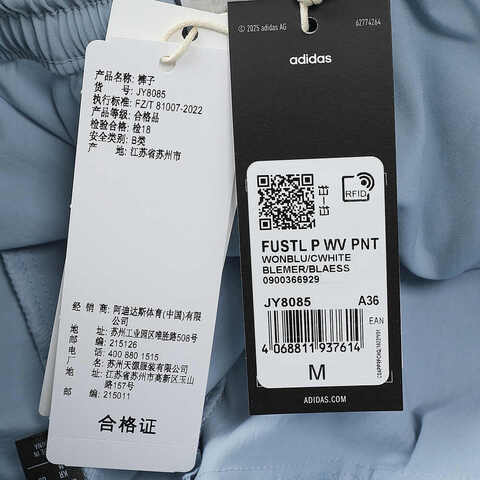 产品名称: 裤子
货 号: JY8085
执行标准: FZ/T 81007-2022
产品等级: 合格品
检验合格: 检18
安全类别: B类
产 地: 江苏省苏州市
经 销 商: 阿迪达斯体育(中国)有限
公司
地 址: 苏州工业园区唯胜路508号
邮 编: 215126
电 话: 400 880 1515
厂 名: 苏州天源服装有限公司
地 址: 江苏省苏州市高新区玉山
路157号
邮 编: 215011
合格证
© 2025 adidas AG
62774264
adidas
RFID
FUSTL P WV PNT
WONBLU/CWHITE
BLEMER/BLAESS
0900366929
JY8085 A36
EAN
4 068811 937614
M
ADIDAS.COM